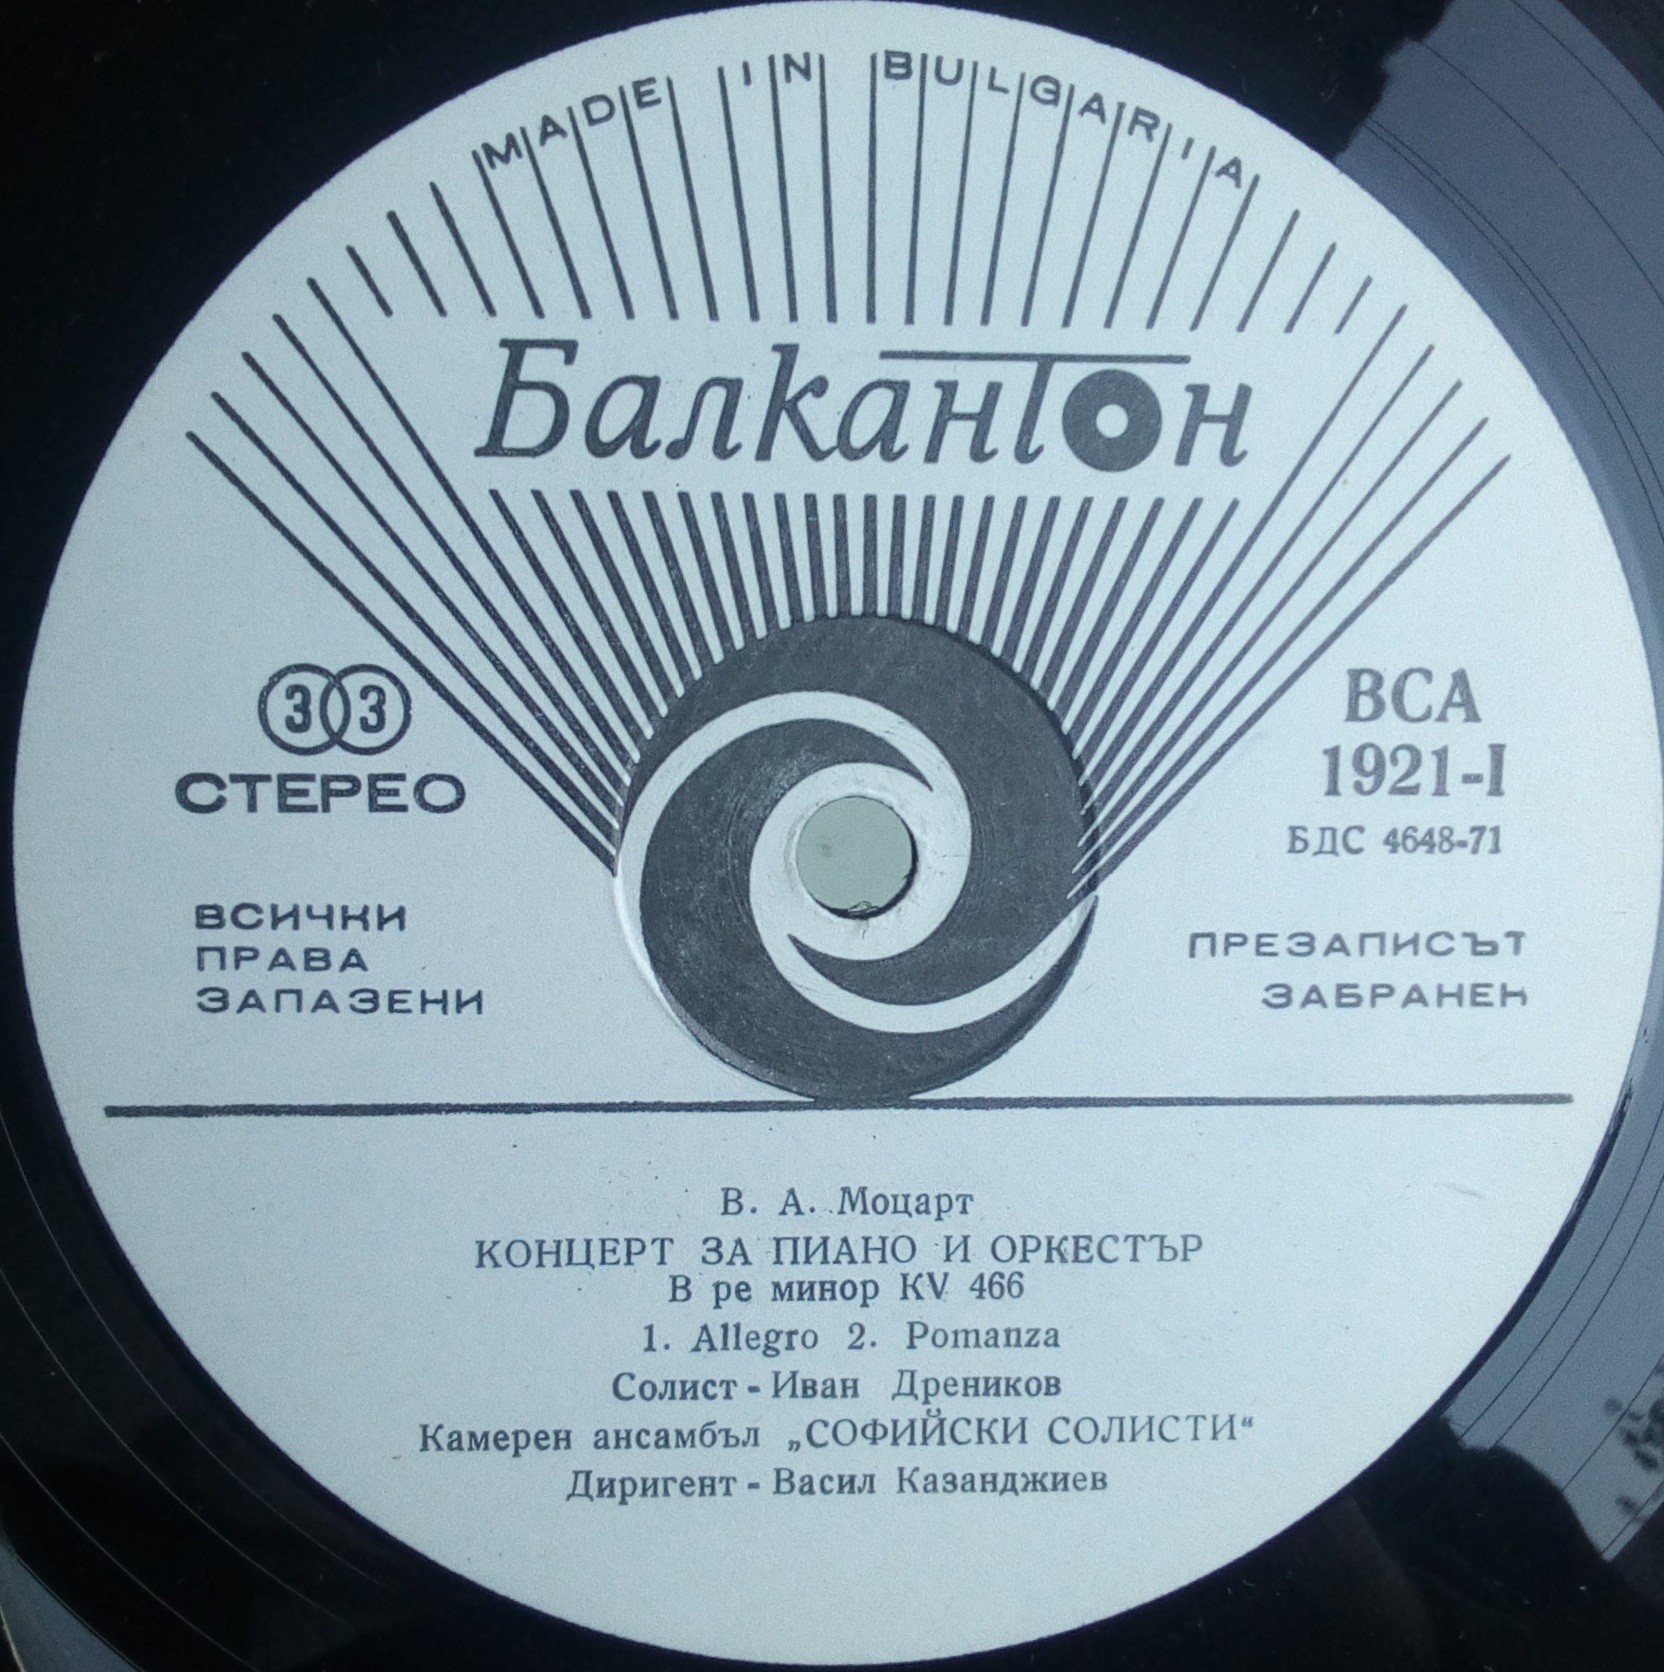 MADE IN BULGARIA
Балкантон
33
СТЕРЕО
ВСА
1921-I
БДС 4648-71
ВСИЧКИ
ПРАВА
ЗАПАЗЕНИ
ПРЕЗАПИСЪТ
ЗАБРАНЕН
В. А. Моцарт
КОНЦЕРТ ЗА ПИАНО И ОРКЕСТЪР
В ре минор KV 466
1. Allegro 2. Pomanza
Солист - Иван Дреников
Камерен ансамбъл „СОФИЙСКИ СОЛИСТИ“
Диригент - Васил Казанджиев